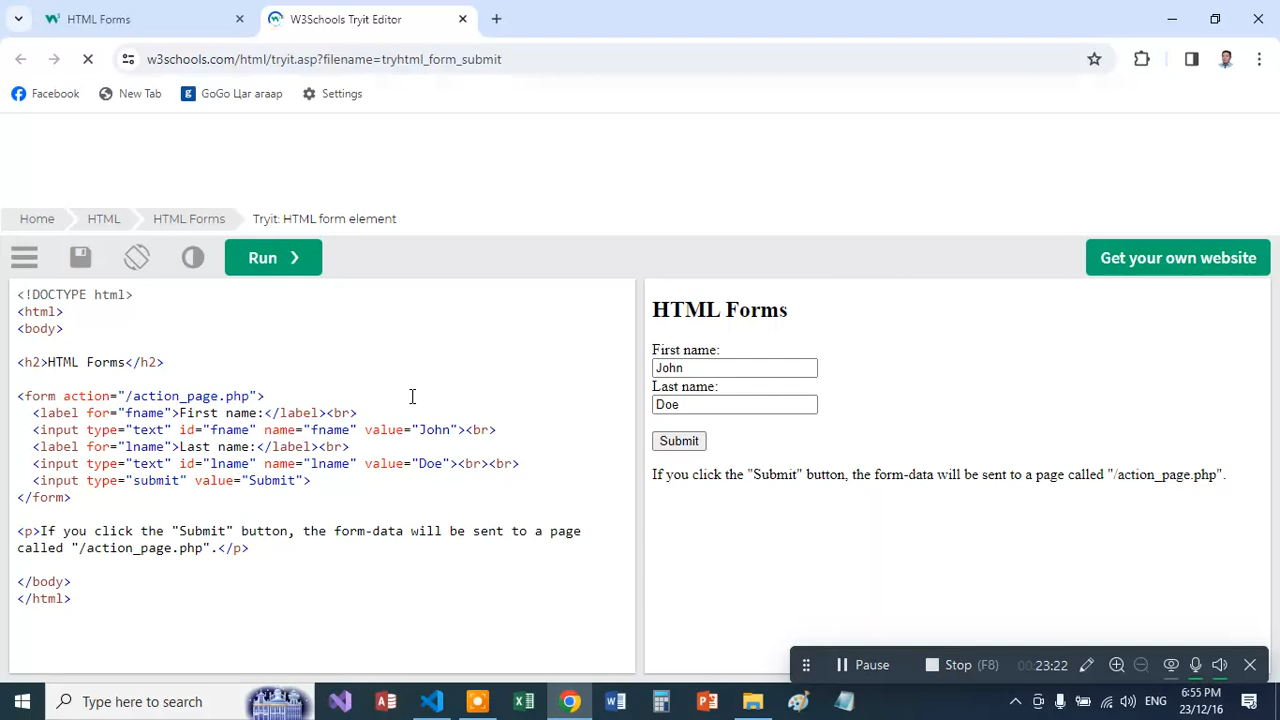 HTML Forms
W3Schools Tryit Editor
w3schools.com/html/tryit.asp?filename=tryhtml_form_submit
Facebook
New Tab
GoGo Цаг агаар
Settings
Home
HTML
HTML Forms
Tryit: HTML form element
Run ❯
Get your own website
<!DOCTYPE html>
<html>
<body>
<h2>HTML Forms</h2>
<form action="/action_page.php">
<label for="fname">First name:</label><br>
<input type="text" id="fname" name="fname" value="John"><br>
<label for="lname">Last name:</label><br>
<input type="text" id="lname" name="lname" value="Doe"><br><br>
<input type="submit" value="Submit">
</form>
<p>If you click the "Submit" button, the form-data will be sent to a page
called "/action_page.php".</p>
</body>
</html>
HTML Forms
First name:
John
Last name:
Doe
Submit
If you click the "Submit" button, the form-data will be sent to a page called "/action_page.php".
Pause
Stop (F8)
00:23:22
Type here to search
ENG
6:55 PM
23/12/16